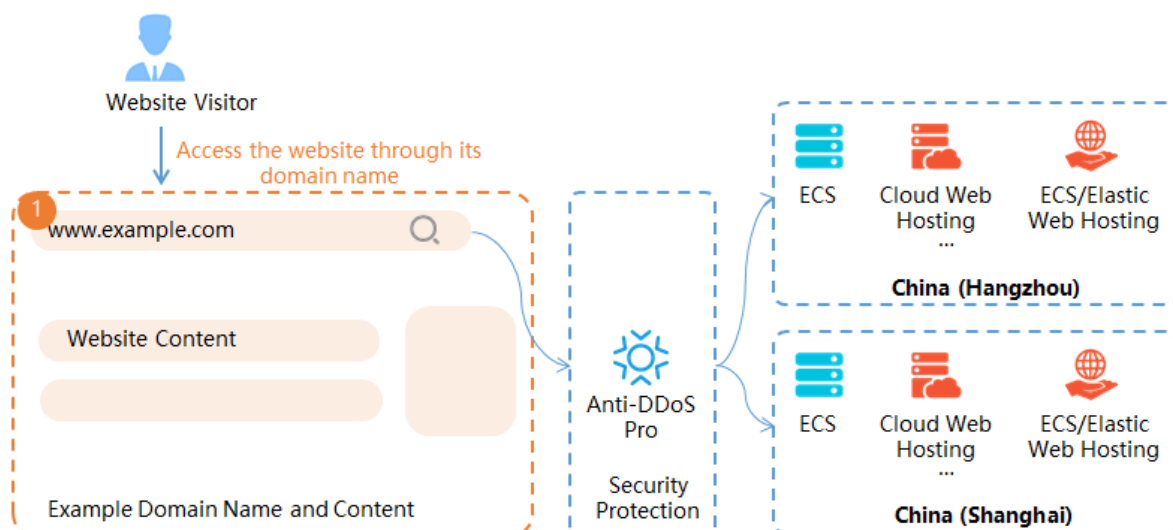 Website Visitor
Access the website through its
domain name
1
www.example.com
Website Content
Example Domain Name and Content
Anti-DDoS
Pro
Security
Protection
ECS
Cloud Web
Hosting
...
ECS/Elastic
Web Hosting
China (Hangzhou)
ECS
Cloud Web
Hosting
...
ECS/Elastic
Web Hosting
China (Shanghai)